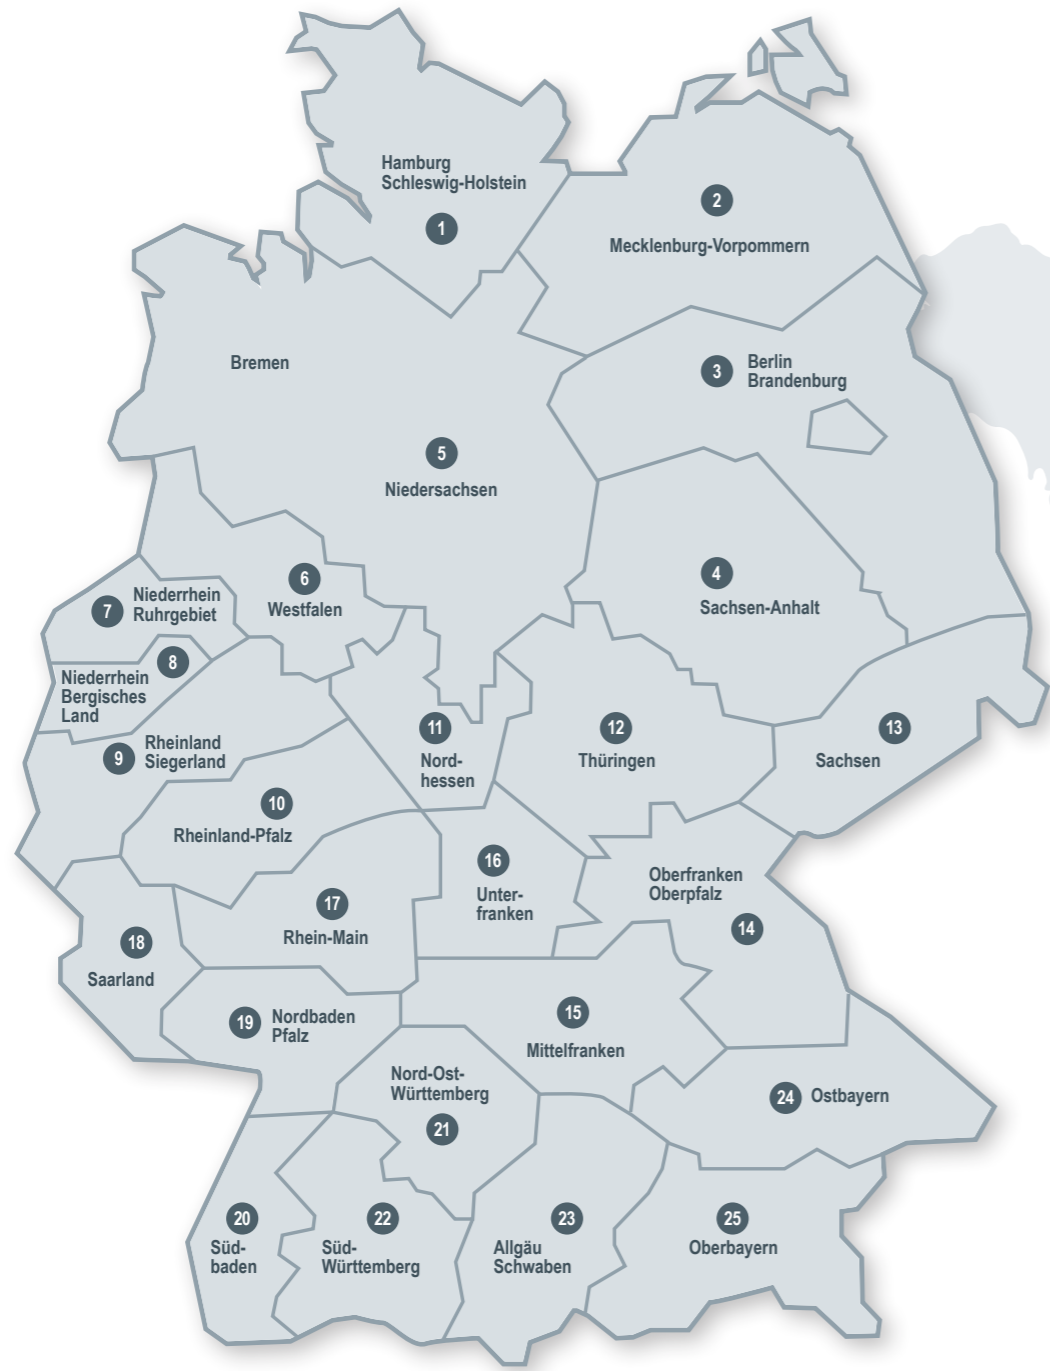 Hamburg
Schleswig-Holstein
1
2
Mecklenburg-Vorpommern
Bremen
3
Berlin
Brandenburg
5
Niedersachsen
4
Sachsen-Anhalt
6
Westfalen
7
Niederrhein
Ruhrgebiet
8
Niederrhein
Bergisches
Land
9
Rheinland
Siegerland
10
Rheinland-Pfalz
11
Nord-
hessen
12
Thüringen
13
Sachsen
16
Unter-
franken
Oberfranken
Oberpfalz
14
17
Rhein-Main
18
Saarland
19
Nordbaden
Pfalz
15
Mittelfranken
Nord-Ost-
Württemberg
21
24
Ostbayern
20
Süd-
baden
22
Süd-
Württemberg
23
Allgäu
Schwaben
25
Oberbayern